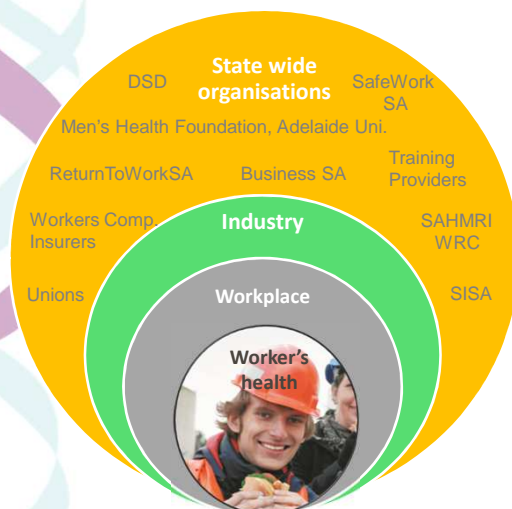 State wide
organisations
DSD
SafeWork
SA
Men's Health Foundation, Adelaide Uni.
ReturnToWorkSA
Business SA
Training
Providers
Workers Comp.
Insurers
Industry
SAHMRI
WRC
Unions
Workplace
SISA
Worker's
health